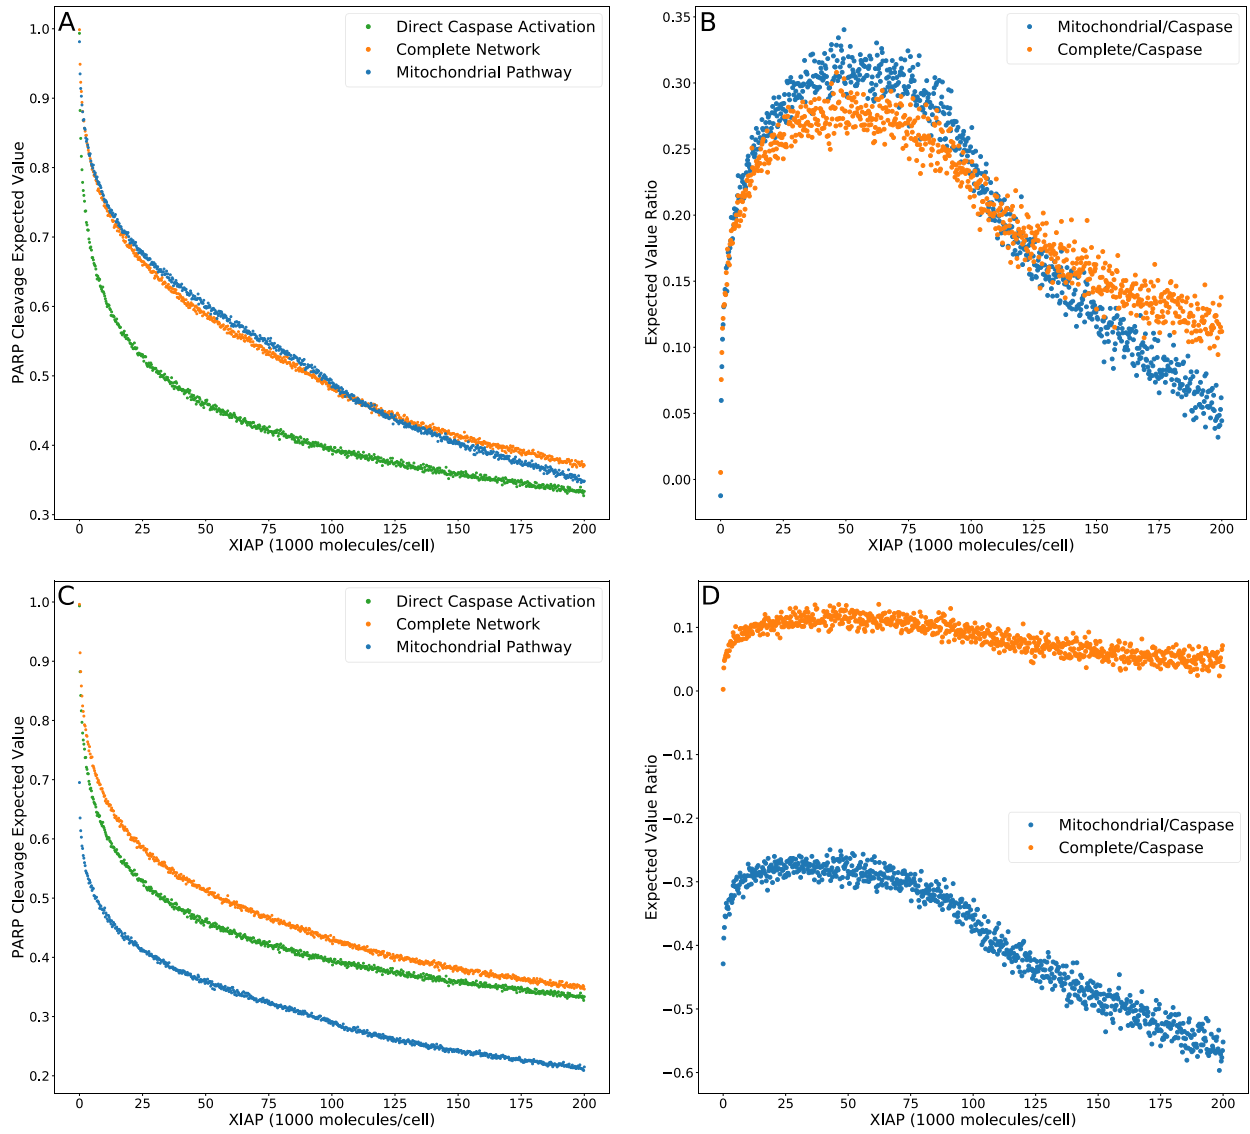 A
Direct Caspase Activation
Complete Network
Mitochondrial Pathway
1.0
0.9
0.8
0.7
0.6
0.5
0.4
0.3
PARP Cleavage Expected Value
0 25 50 75 100 125 150 175 200
XIAP (1000 molecules/cell)
B
Mitochondrial/Caspase
Complete/Caspase
0.35
0.30
0.25
0.20
0.15
0.10
0.05
0.00
Expected Value Ratio
0 25 50 75 100 125 150 175 200
XIAP (1000 molecules/cell)
C
Direct Caspase Activation
Complete Network
Mitochondrial Pathway
1.0
0.9
0.8
0.7
0.6
0.5
0.4
0.3
0.2
PARP Cleavage Expected Value
0 25 50 75 100 125 150 175 200
XIAP (1000 molecules/cell)
D
0.1
0.0
−0.1
−0.2
−0.3
−0.4
−0.5
−0.6
Expected Value Ratio
Mitochondrial/Caspase
Complete/Caspase
0 25 50 75 100 125 150 175 200
XIAP (1000 molecules/cell)